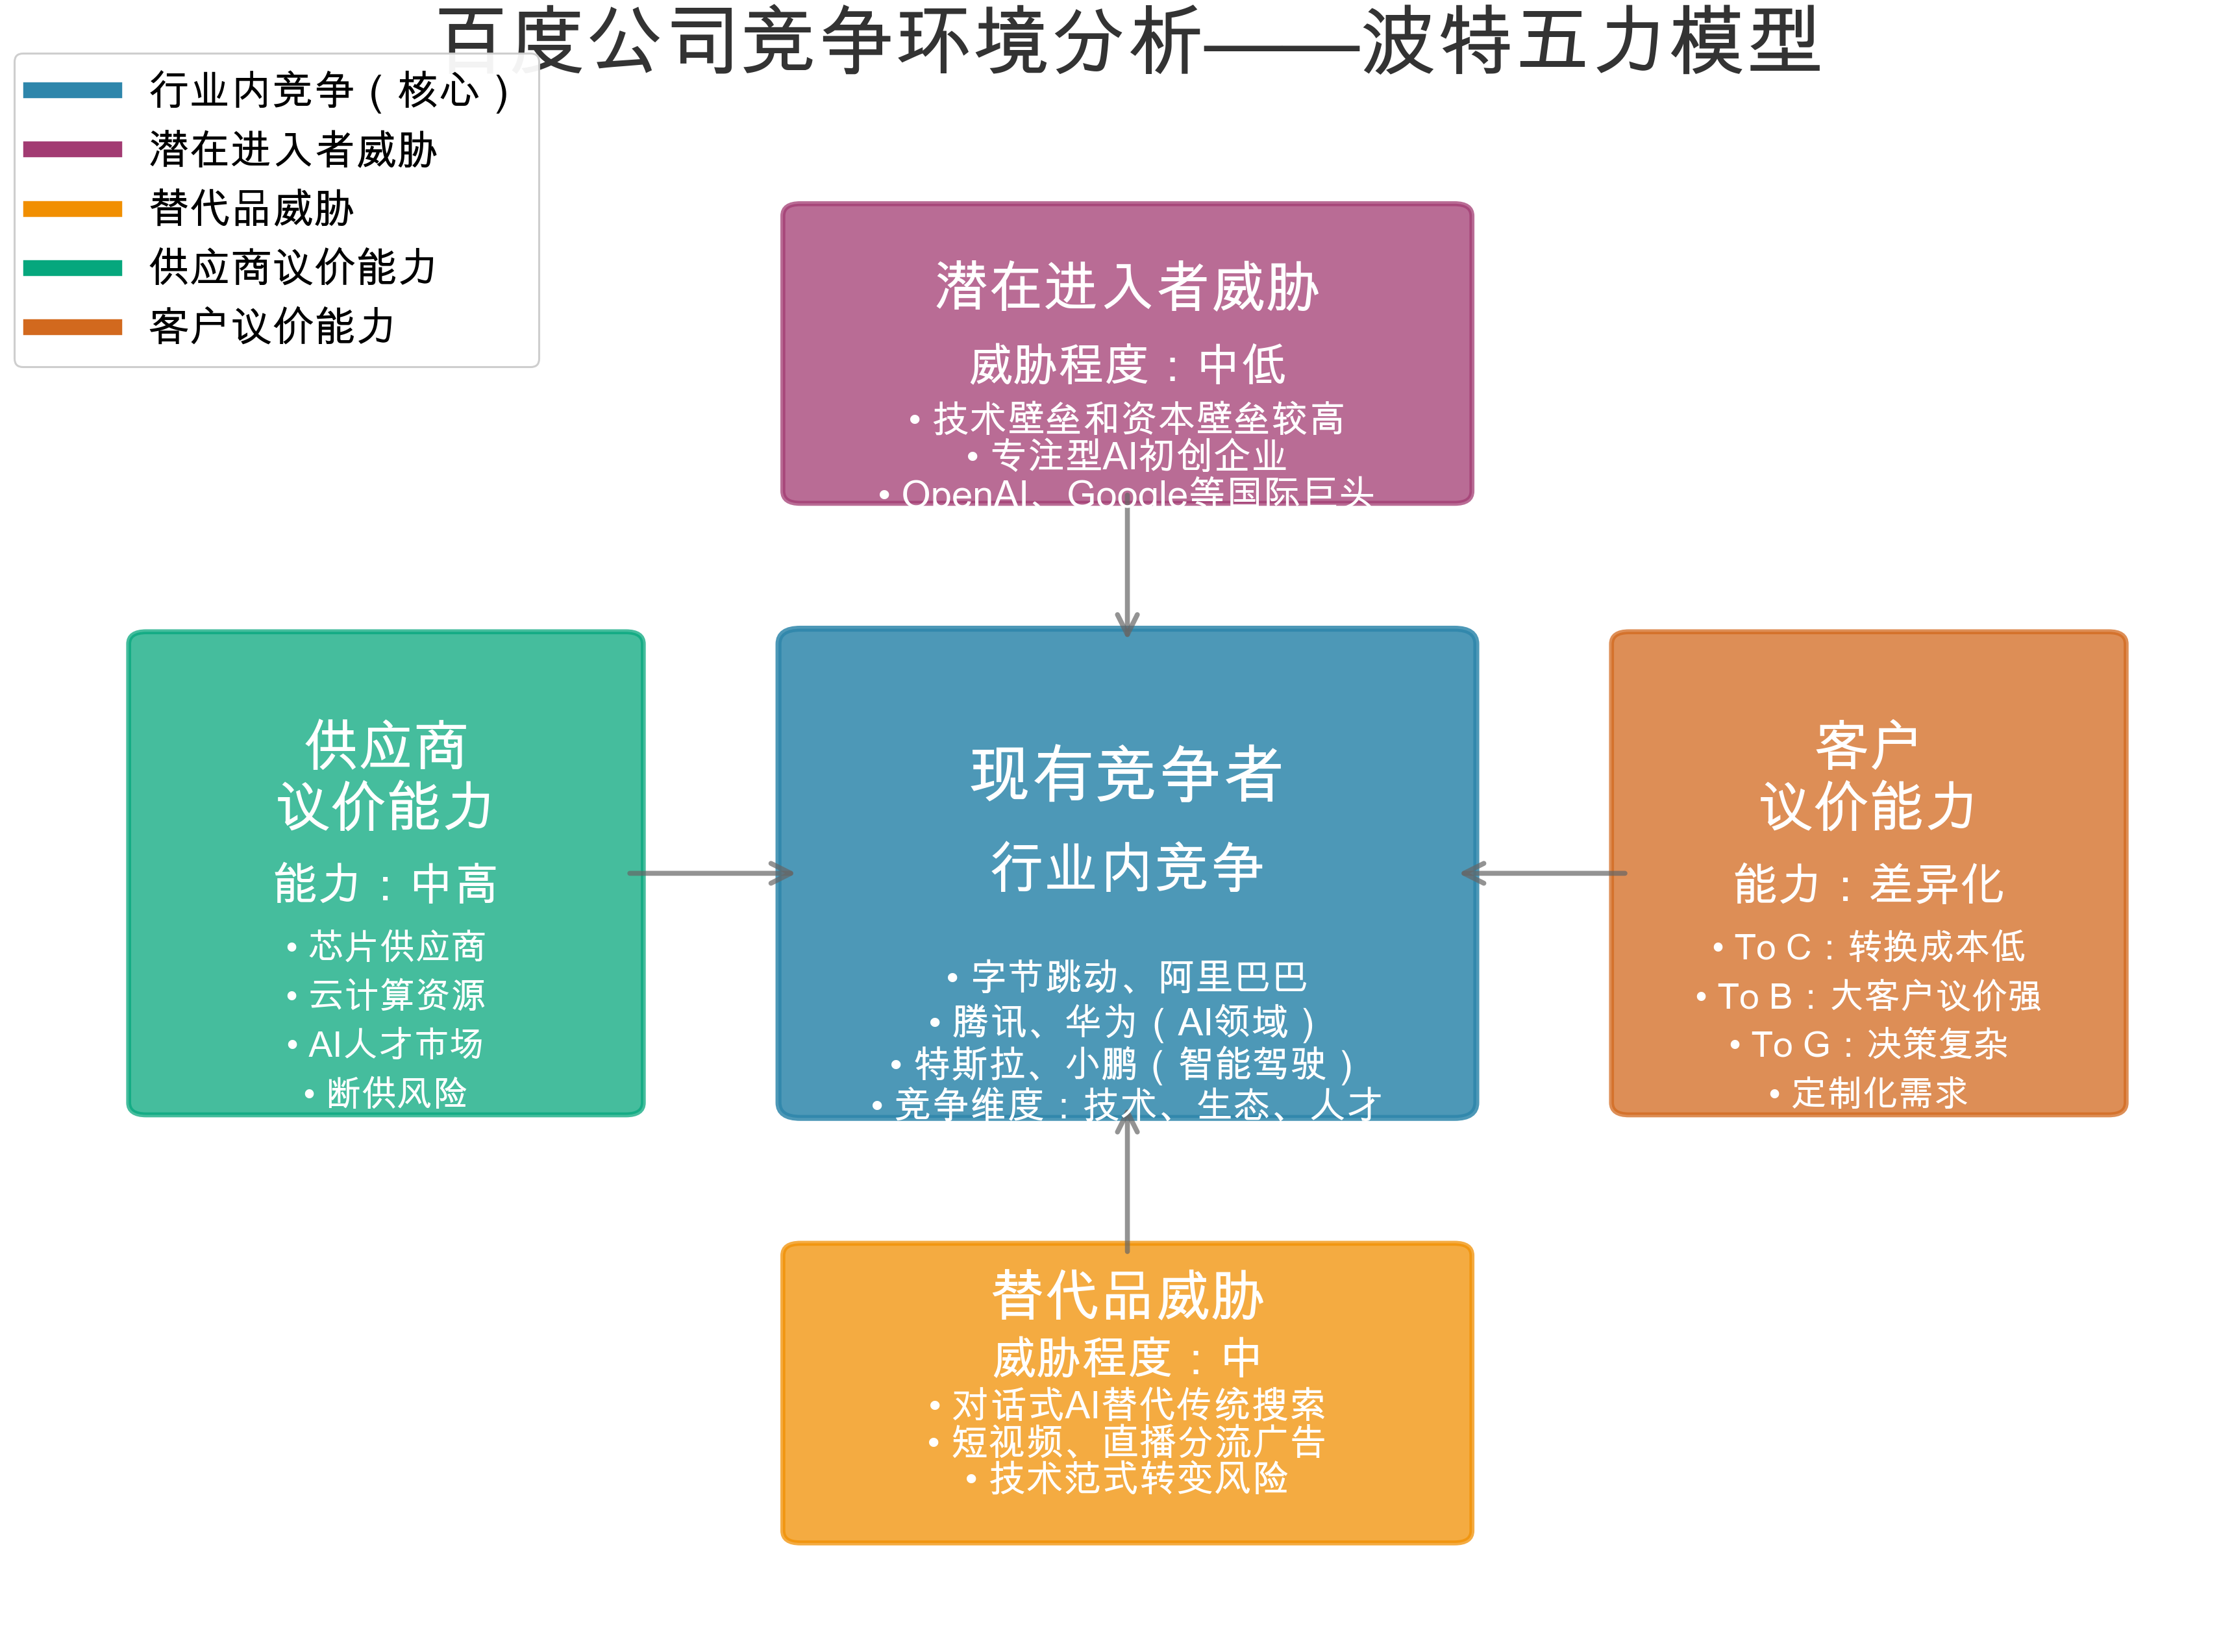 百度公司竞争环境分析——波特五力模型
行业内竞争（核心）
潜在进入者威胁
替代品威胁
供应商议价能力
客户议价能力
潜在进入者威胁
威胁程度：中低
• 技术壁垒和资本壁垒较高
• 专注型AI初创企业
• OpenAI、Google等国际巨头
供应商
议价能力
能力：中高
• 芯片供应商
• 云计算资源
• AI人才市场
• 断供风险
现有竞争者
行业内竞争
• 字节跳动、阿里巴巴
• 腾讯、华为（AI领域）
• 特斯拉、小鹏（智能驾驶）
• 竞争维度：技术、生态、人才
客户
议价能力
能力：差异化
• To C：转换成本低
• To B：大客户议价强
• To G：决策复杂
• 定制化需求
替代品威胁
威胁程度：中
• 对话式AI替代传统搜索
• 短视频、直播分流广告
• 技术范式转变风险